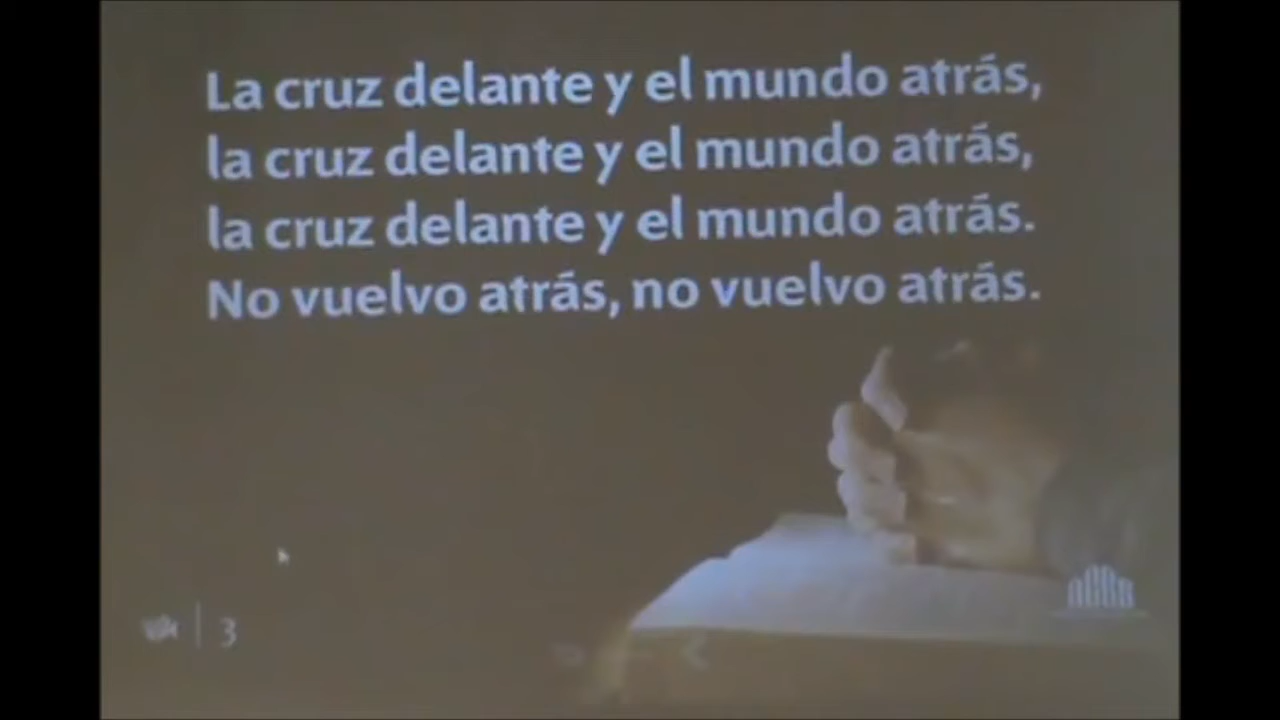 La cruz delante y el mundo atrás,
la cruz delante y el mundo atrás,
la cruz delante y el mundo atrás.
No vuelvo atrás, no vuelvo atrás.
3